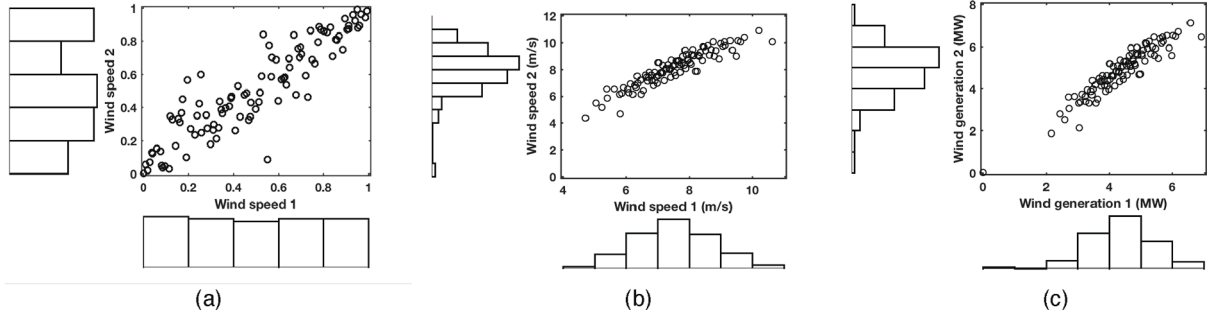 1
0.8
0.6
0.4
0.2
0
Wind speed 2
0 0.2 0.4 0.6 0.8 1
Wind speed 1
(a)
12
10
8
6
4
2
0
Wind speed 2 (m/s)
4 6 8 10
Wind speed 1 (m/s)
(b)
8
6
4
2
0
Wind generation 2 (MW)
0 2 4 6
Wind generation 1 (MW)
(c)